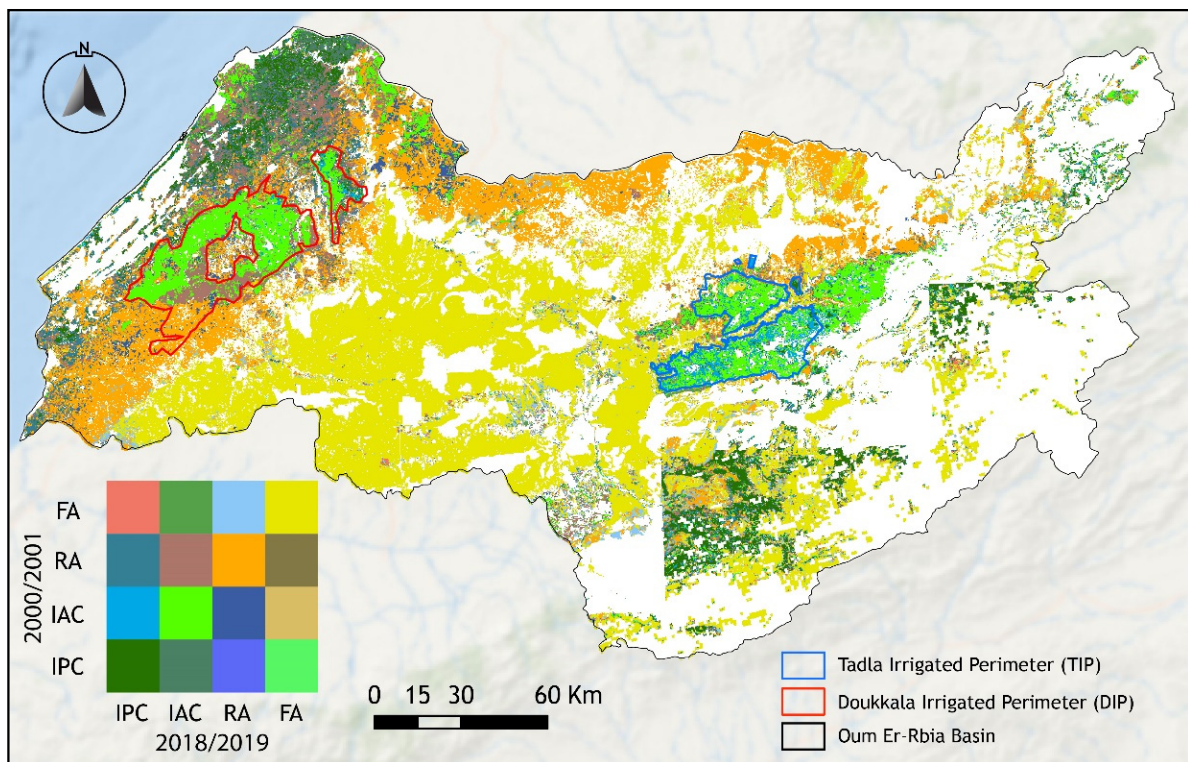 N
FA
RA
IAC
IPC
2000/2001
IPC IAC RA FA
2018/2019
0 15 30 60 Km
Tadla Irrigated Perimeter (TIP)
Doukkala Irrigated Perimeter (DIP)
Oum Er-Rbia Basin